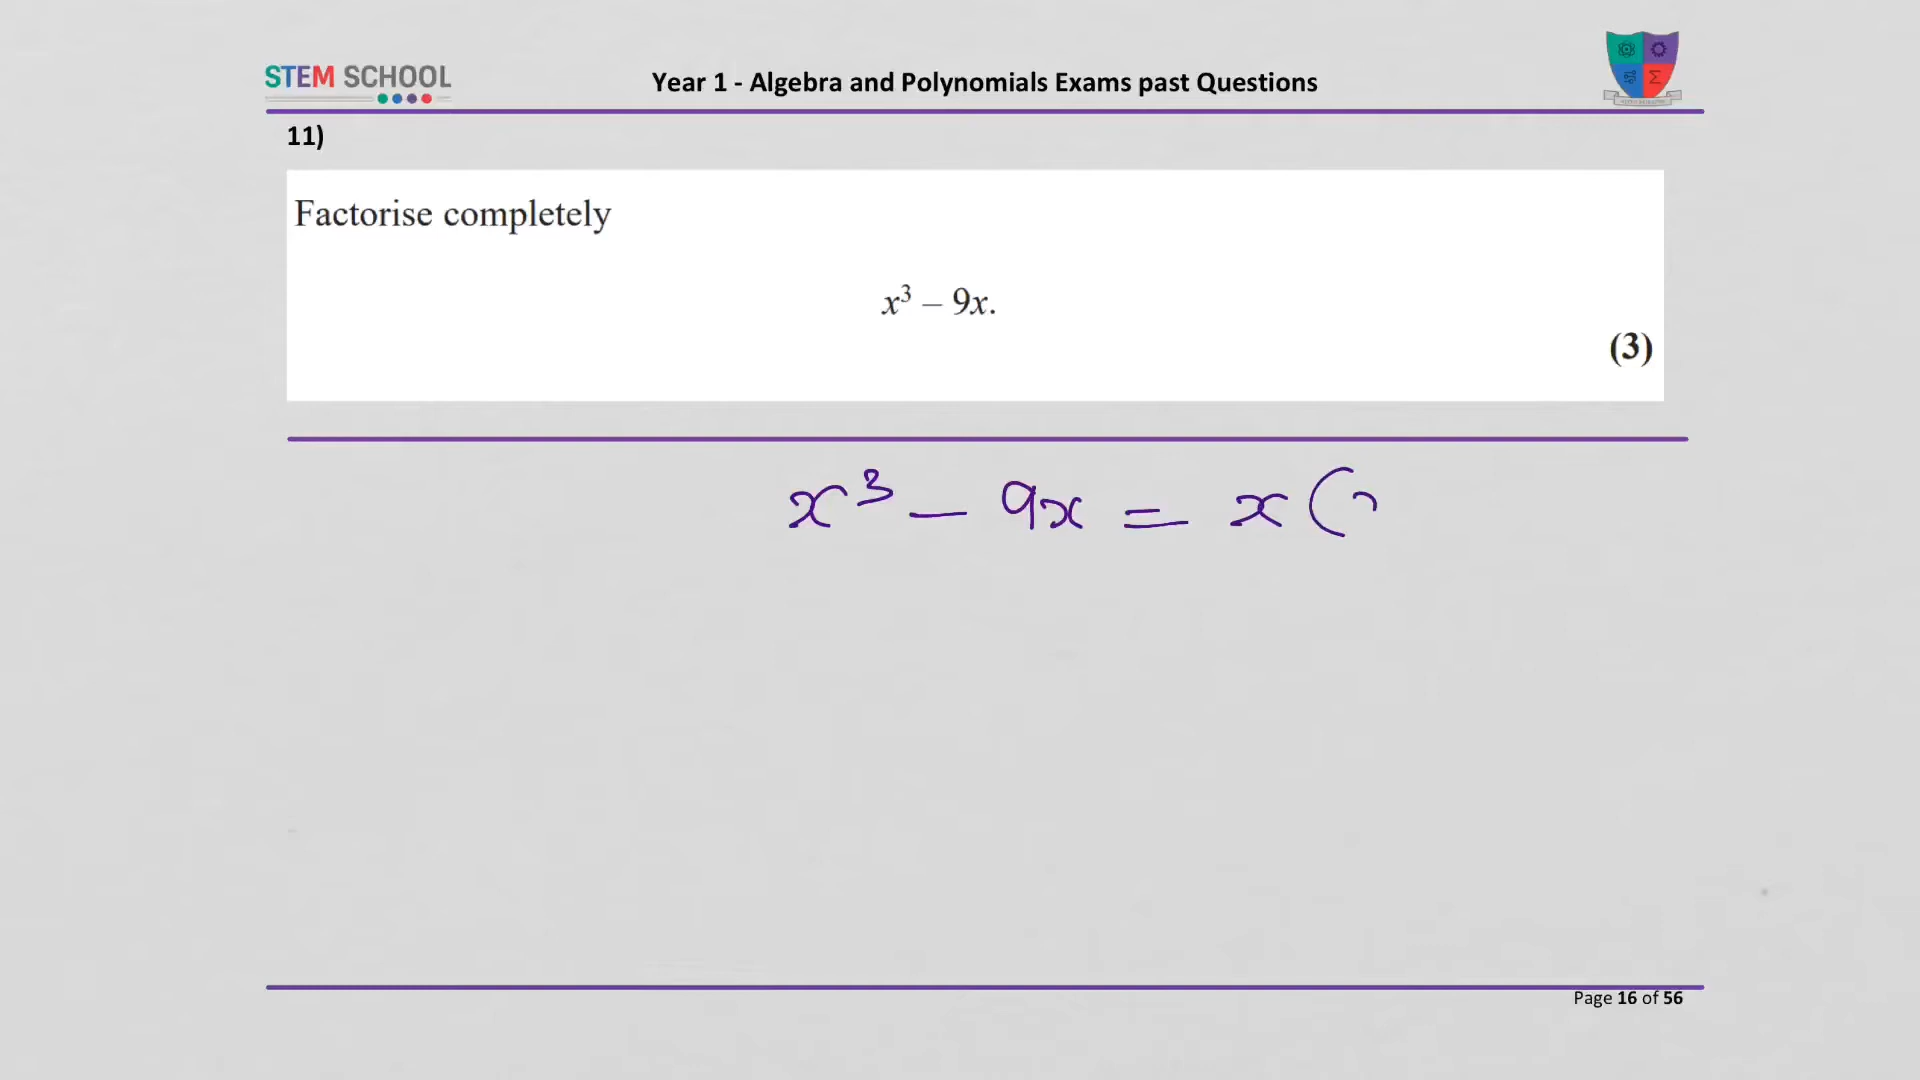 STEM SCHOOL
Year 1 - Algebra and Polynomials Exams past Questions
11)
Factorise completely
x³ – 9x.
(3)
x³ – 9x = x (
Page 16 of 56